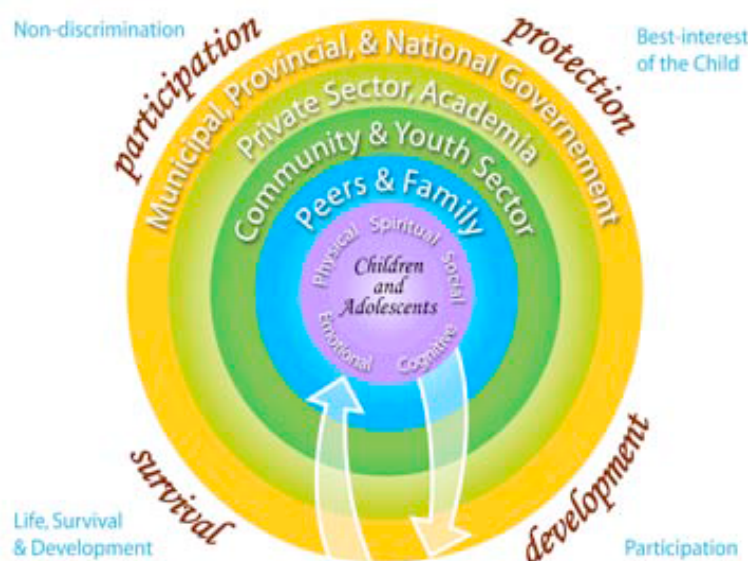 Non-discrimination
participation
protection
Best-interest
of the Child
Municipal, Provincial, & National Governement
Private Sector, Academia
Community & Youth Sector
Peers & Family
Physical Spiritual Social
Children
and
Adolescents
Emotional Cognitive
survival
development
Life, Survival
& Development
Participation